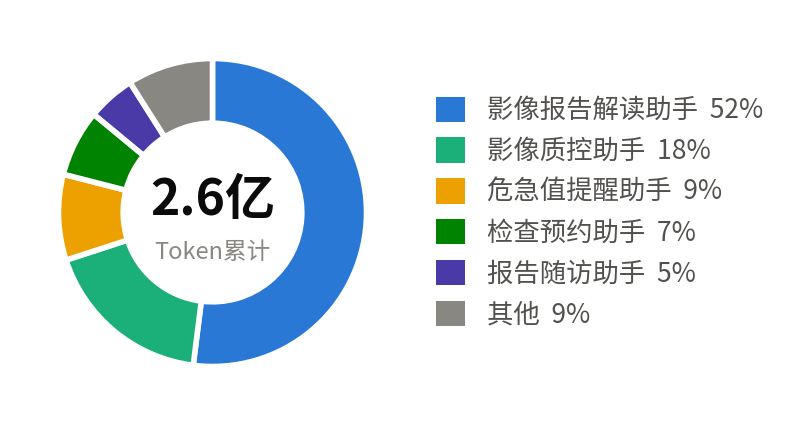 2.6亿
Token累计
影像报告解读助手 52%
影像质控助手 18%
危急值提醒助手 9%
检查预约助手 7%
报告随访助手 5%
其他 9%